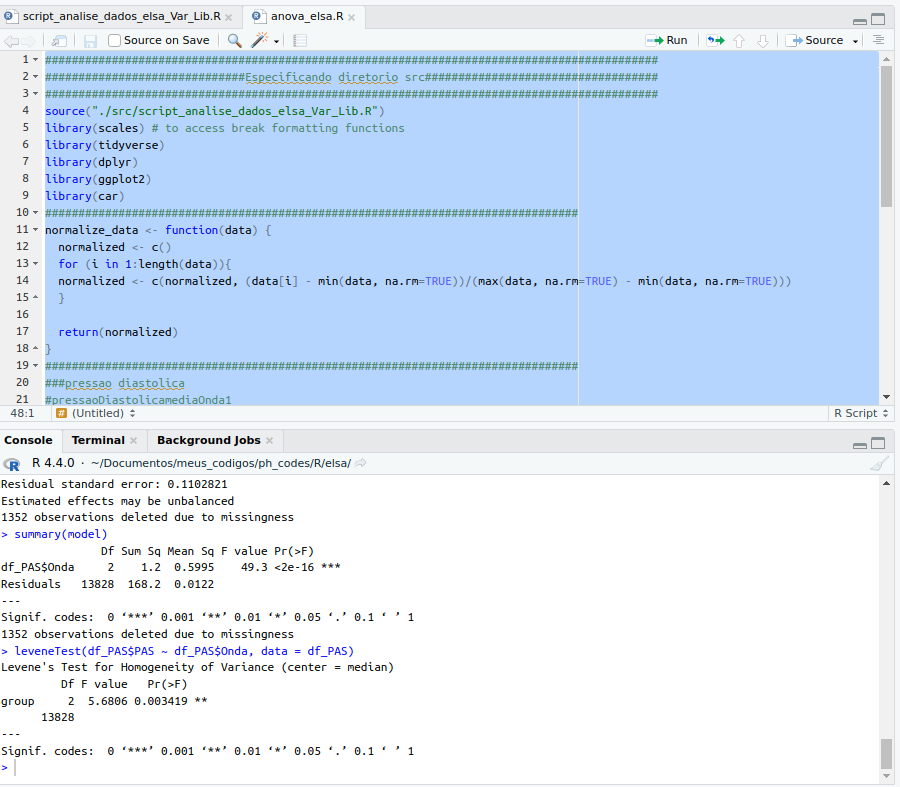 script_analise_dados_elsa_Var_Lib.R
anova_elsa.R
Source on Save
Run
Source
1 ############################################################################################
2 ##############################Especificando diretorio src###################################
3 ############################################################################################
4 source("./src/script_analise_dados_elsa_Var_Lib.R")
5 library(scales) # to access break formatting functions
6 library(tidyverse)
7 library(dplyr)
8 library(ggplot2)
9 library(car)
10 ################################################################################
11 normalize_data <- function(data) {
12 normalized <- c()
13 for (i in 1:length(data)){
14 normalized <- c(normalized, (data[i] - min(data, na.rm=TRUE))/(max(data, na.rm=TRUE) - min(data, na.rm=TRUE)))
15 }
16
17 return(normalized)
18 }
19 ################################################################################
20 ###pressao diastolica
21 #pressaoDiastolicamediaOnda1
48:1 # (Untitled) R Script
Console Terminal Background Jobs
R R 4.4.0 · ~/Documentos/meus_codigos/ph_codes/R/elsa/
Residual standard error: 0.1102821
Estimated effects may be unbalanced
1352 observations deleted due to missingness
> summary(model)
Df Sum Sq Mean Sq F value Pr(>F)
df_PAS$Onda 2 1.2 0.5995 49.3 <2e-16 ***
Residuals 13828 168.2 0.0122
---
Signif. codes: 0 ‘***’ 0.001 ‘**’ 0.01 ‘*’ 0.05 ‘.’ 0.1 ‘ ’ 1
1352 observations deleted due to missingness
> leveneTest(df_PAS$PAS ~ df_PAS$Onda, data = df_PAS)
Levene's Test for Homogeneity of Variance (center = median)
Df F value Pr(>F)
group 2 5.6806 0.003419 **
13828
---
Signif. codes: 0 ‘***’ 0.001 ‘**’ 0.01 ‘*’ 0.05 ‘.’ 0.1 ‘ ’ 1
>